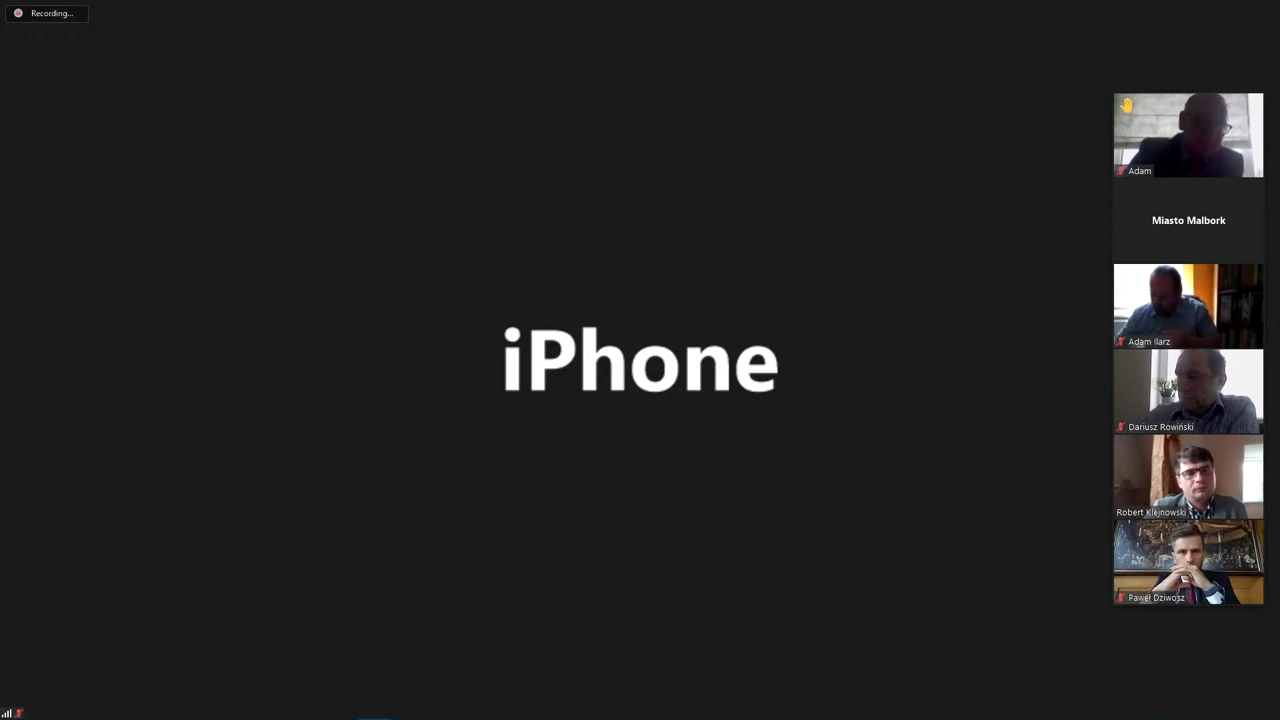 Recording...
iPhone
Adam
Miasto Malbork
Adam Ilarz
Dariusz Rowiński
Robert Klejnowski
Paweł Dziwosz